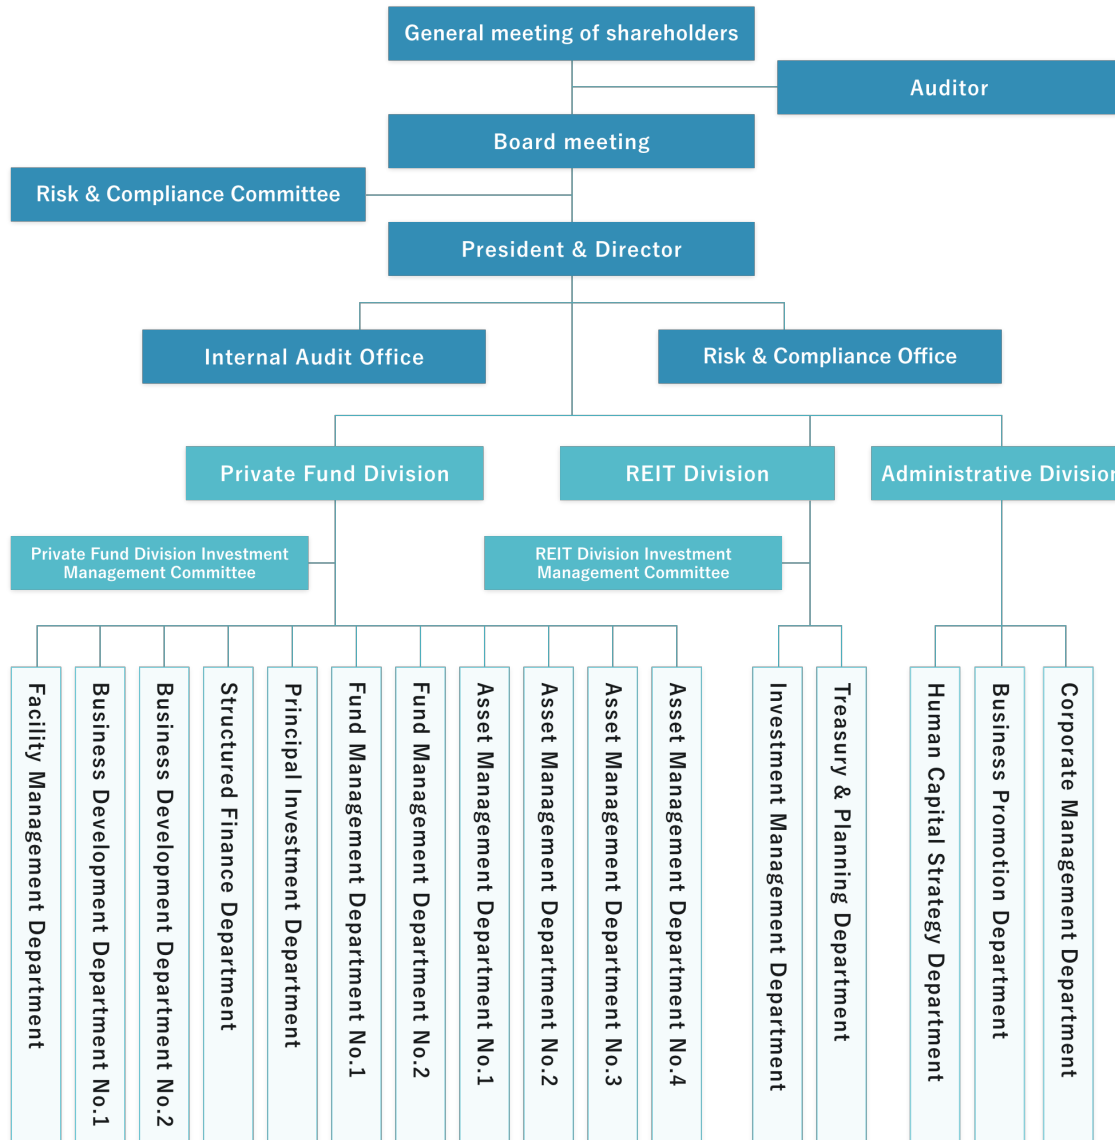 General meeting of shareholders
Auditor
Board meeting
Risk & Compliance Committee
President & Director
Internal Audit Office
Risk & Compliance Office
Private Fund Division
REIT Division
Administrative Division
Private Fund Division Investment
Management Committee
REIT Division Investment
Management Committee
Facility Management Department
Business Development Department No.1
Business Development Department No.2
Structured Finance Department
Principal Investment Department
Fund Management Department No.1
Fund Management Department No.2
Asset Management Department No.1
Asset Management Department No.2
Asset Management Department No.3
Asset Management Department No.4
Investment Management Department
Treasury & Planning Department
Human Capital Strategy Department
Business Promotion Department
Corporate Management Department